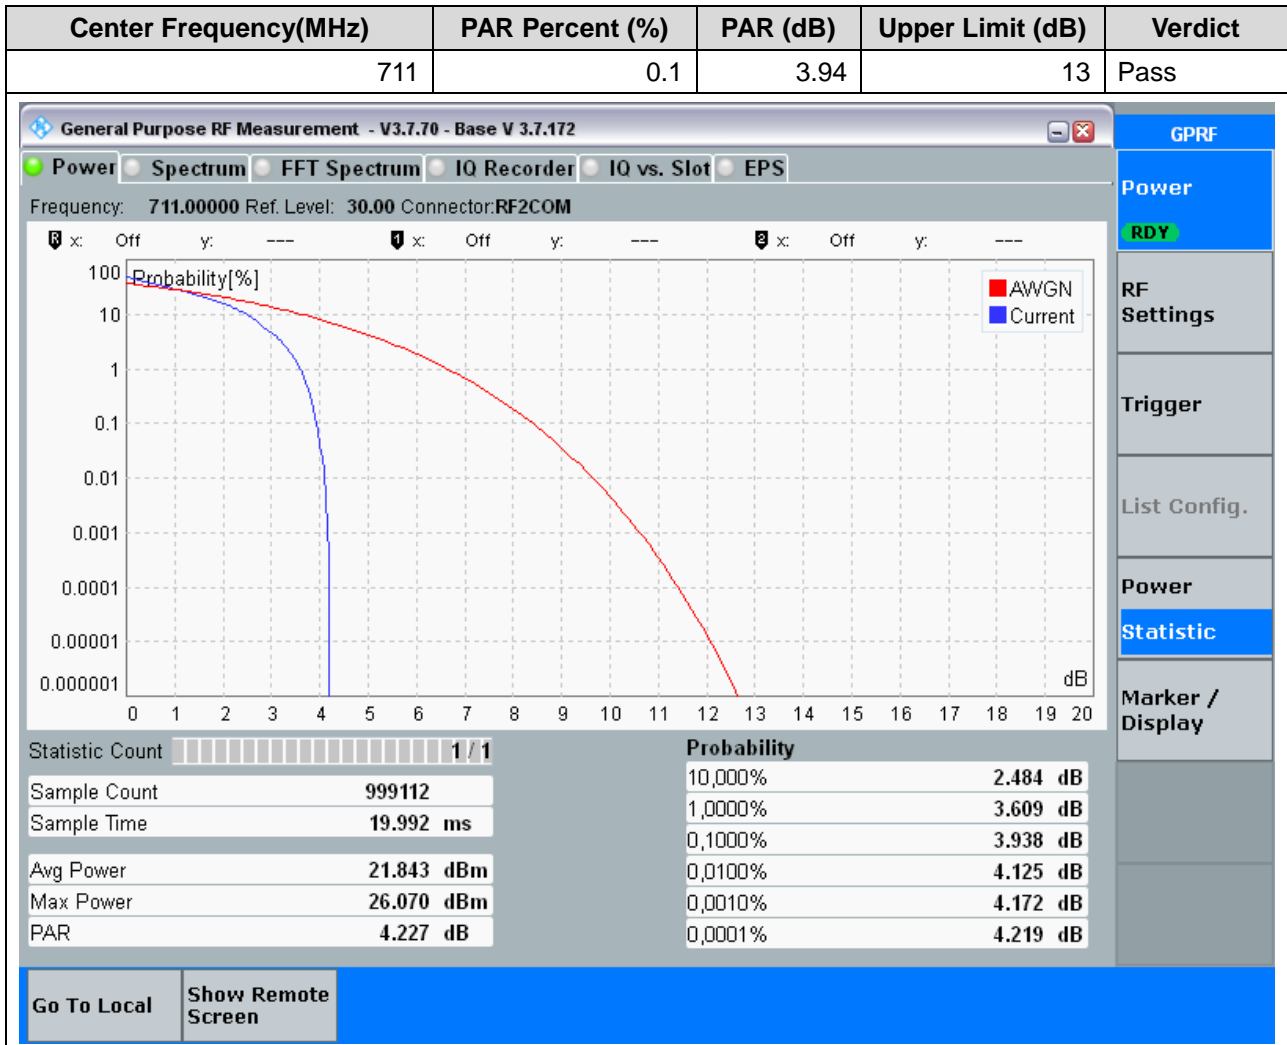 Center Frequency(MHz) PAR Percent (%) PAR (dB) Upper Limit (dB) Verdict
711 0.1 3.94 13 Pass
General Purpose RF Measurement - V3.7.70 - Base V 3.7.172
GPRF
Power Spectrum FFT Spectrum IQ Recorder IQ vs. Slot EPS
Frequency: 711.00000 Ref. Level: 30.00 Connector:RF2COM
R x: Off y: --- 1 x: Off y: --- 2 x: Off y: ---
Probability[%]
100
10
1
0.1
0.01
0.001
0.0001
0.00001
0.000001
AWGN
Current
dB
0 1 2 3 4 5 6 7 8 9 10 11 12 13 14 15 16 17 18 19 20
Statistic Count 1 / 1
Sample Count 999112
Sample Time 19.992 ms
Avg Power 21.843 dBm
Max Power 26.070 dBm
PAR 4.227 dB
Probability
10,000% 2.484 dB
1,0000% 3.609 dB
0,1000% 3.938 dB
0,0100% 4.125 dB
0,0010% 4.172 dB
0,0001% 4.219 dB
Power
RDY
RF
Settings
Trigger
List Config.
Power
Statistic
Marker /
Display
Go To Local
Show Remote
Screen